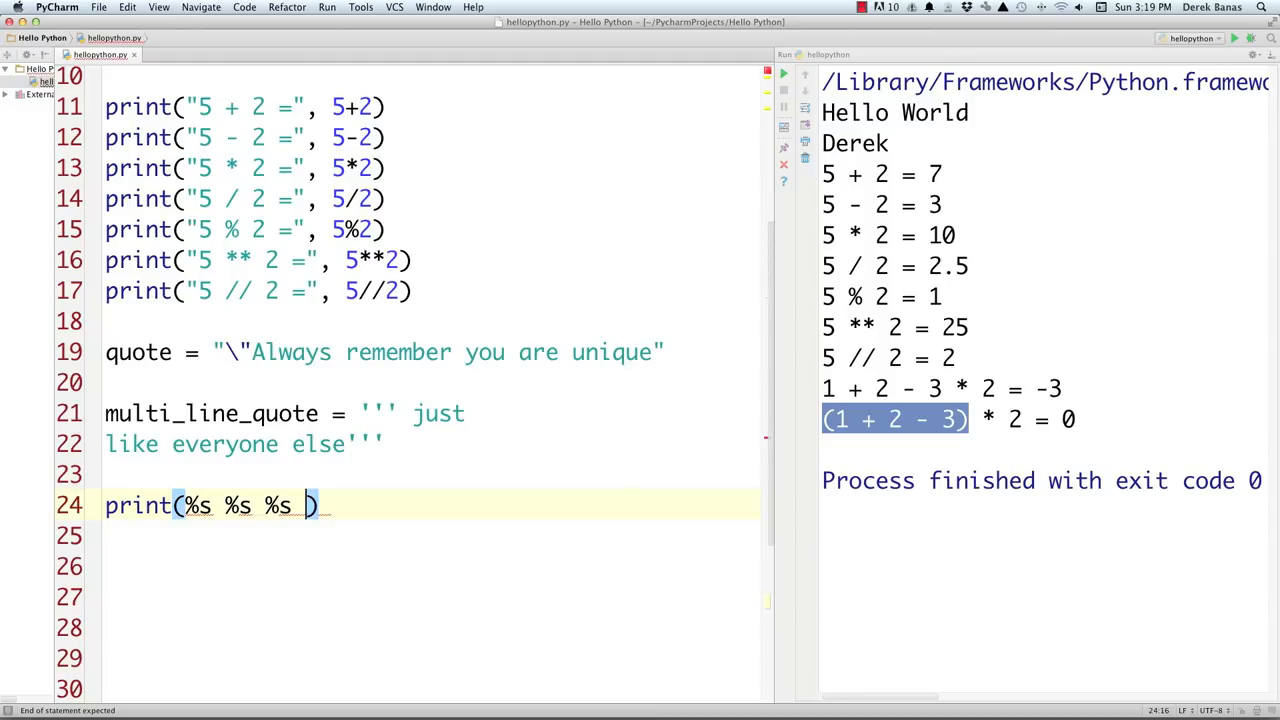 PyCharm File Edit View Navigate Code Refactor Run Tools VCS Window Help
10 Sun 3:19 PM Derek Banas
hellopython.py - Hello Python - [~/PycharmProjects/Hello Python]
Hello Python hellopython.py
hellopython
hellopython.py
Run hellopython
Hello P
hell
Externa
10
11 print("5 + 2 =", 5+2)
12 print("5 - 2 =", 5-2)
13 print("5 * 2 =", 5*2)
14 print("5 / 2 =", 5/2)
15 print("5 % 2 =", 5%2)
16 print("5 ** 2 =", 5**2)
17 print("5 // 2 =", 5//2)
18
19 quote = "\"Always remember you are unique"
20
21 multi_line_quote = ''' just
22 like everyone else'''
23
24 print(%s %s %s )
25
26
27
28
29
30
/Library/Frameworks/Python.framewo
Hello World
Derek
5 + 2 = 7
5 - 2 = 3
5 * 2 = 10
5 / 2 = 2.5
5 % 2 = 1
5 ** 2 = 25
5 // 2 = 2
1 + 2 - 3 * 2 = -3
(1 + 2 - 3) * 2 = 0
Process finished with exit code 0
End of statement expected
24:16 LF UTF-8